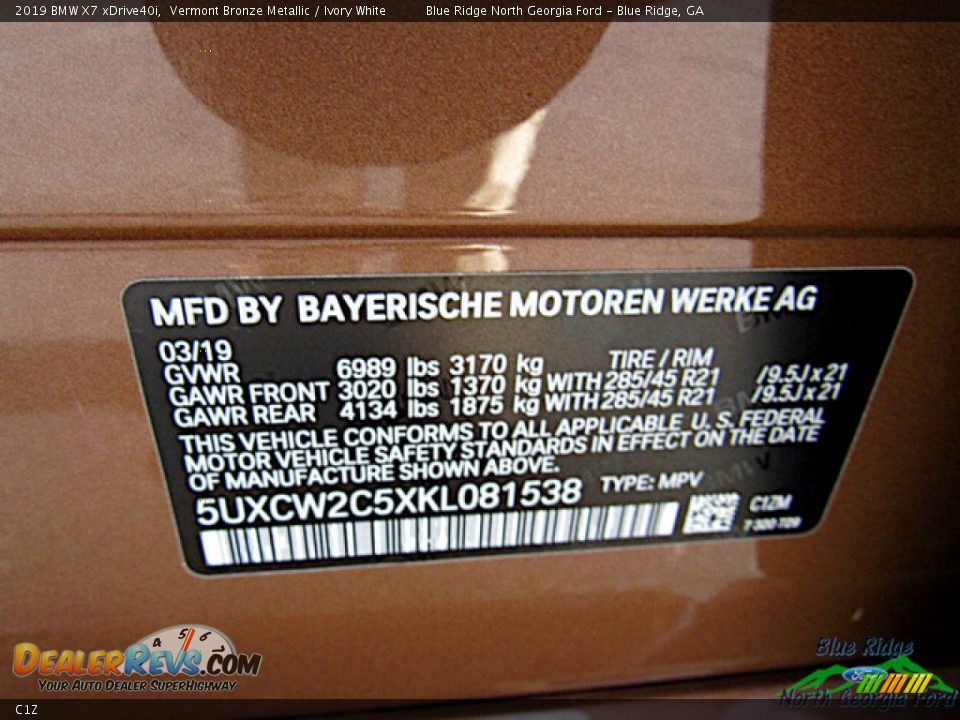 2019 BMW X7 xDrive40i, Vermont Bronze Metallic / Ivory White Blue Ridge North Georgia Ford - Blue Ridge, GA
MFD BY BAYERISCHE MOTOREN WERKE AG
03/19 TIRE / RIM
GVWR 6989 lbs 3170 kg
GAWR FRONT 3020 lbs 1370 kg WITH 285/45 R21 / 9.5J x 21
GAWR REAR 4134 lbs 1875 kg WITH 285/45 R21 / 9.5J x 21
THIS VEHICLE CONFORMS TO ALL APPLICABLE U. S. FEDERAL
MOTOR VEHICLE SAFETY STANDARDS IN EFFECT ON THE DATE
OF MANUFACTURE SHOWN ABOVE.
5UXCW2C5XKL081538 TYPE: MPV
C1ZM
4 5 6
DEALERREVS.COM
YOUR AUTO DEALER SUPERHIGHWAY
Blue Ridge
Ford
North Georgia Ford
C1Z